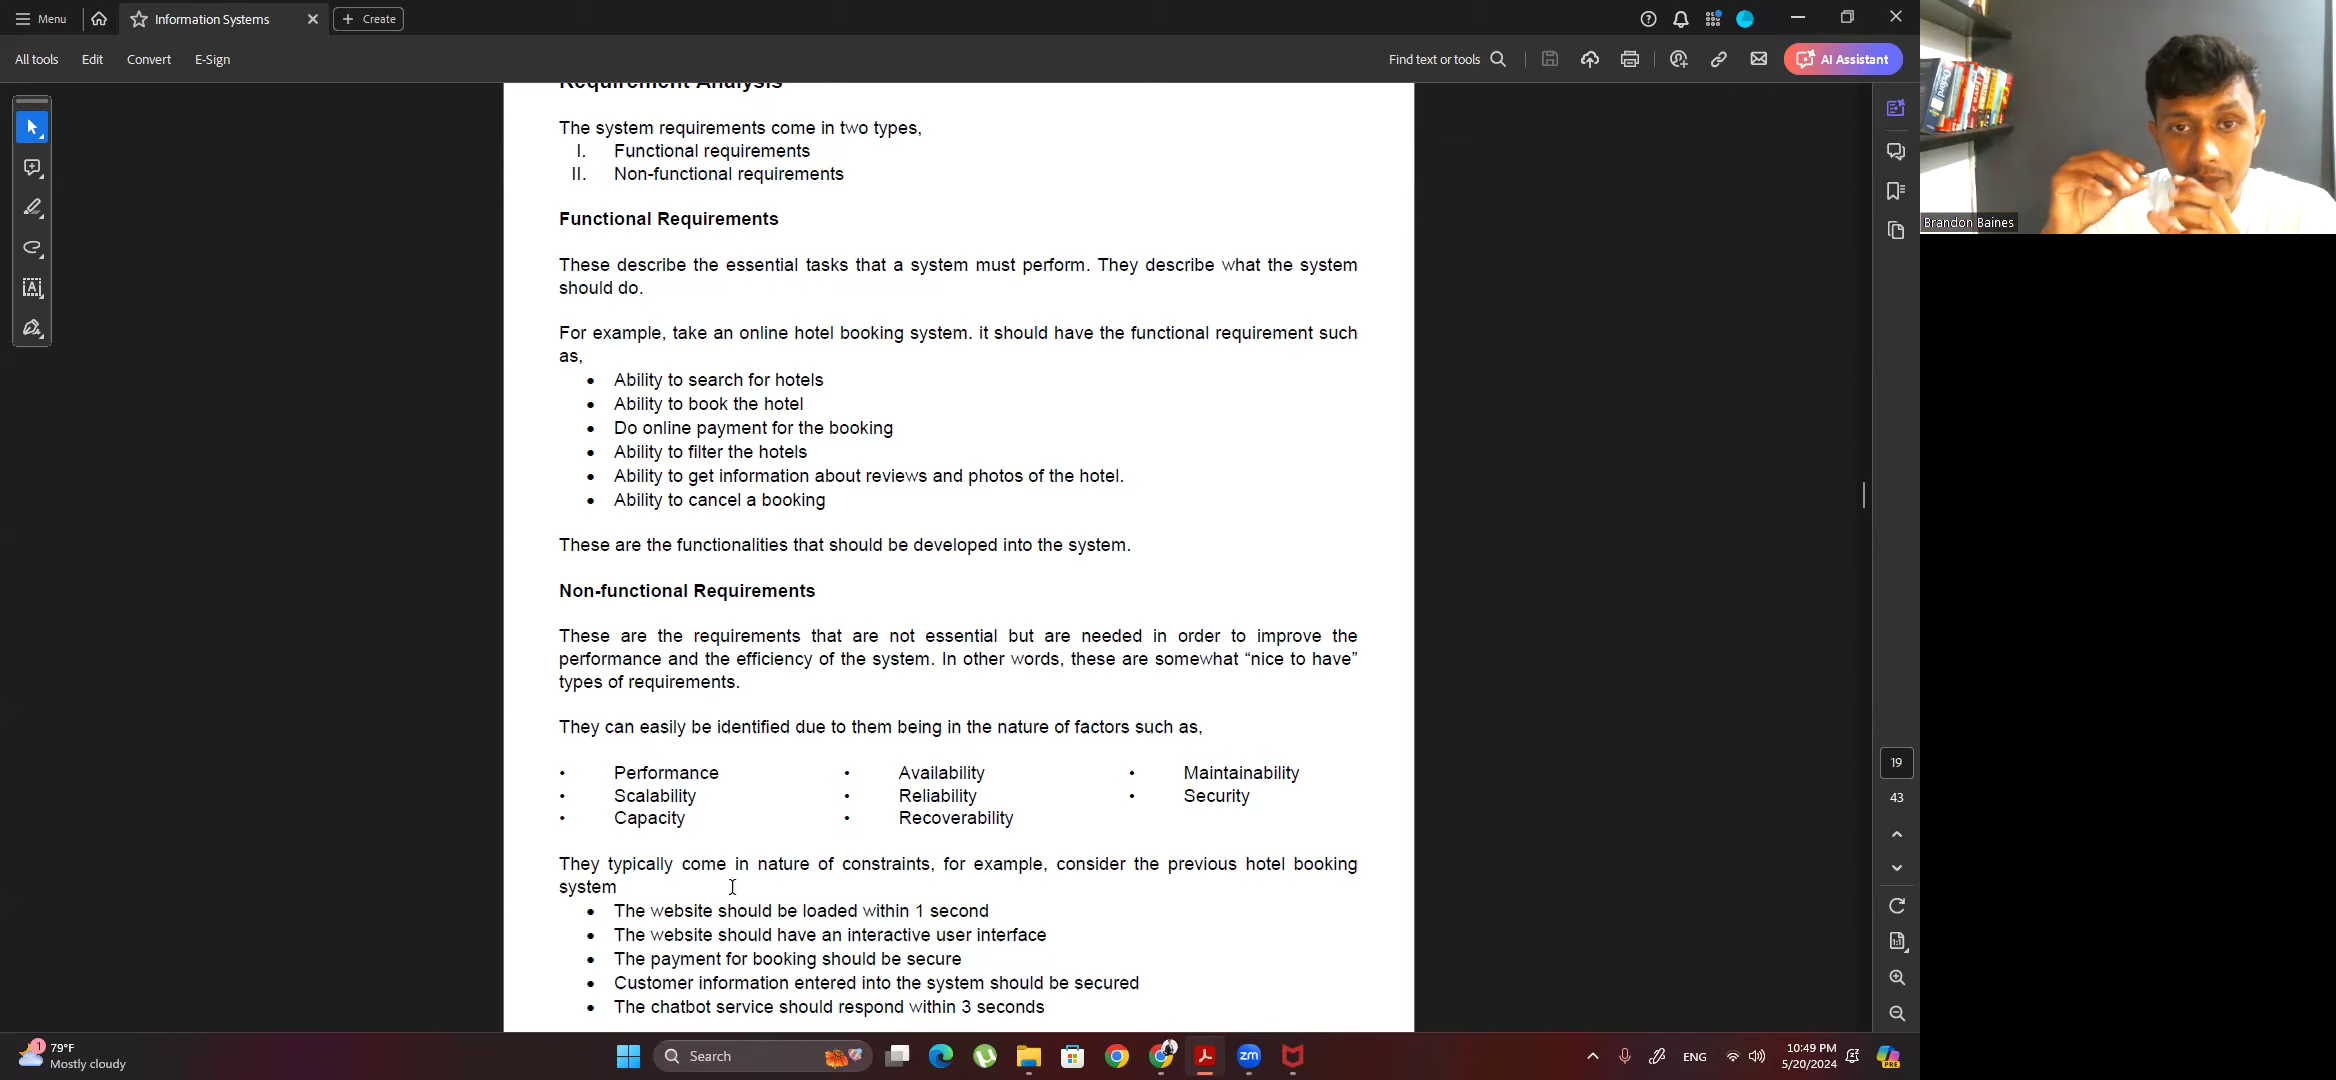 Menu
Information Systems
Create
All tools
Edit
Convert
E-Sign
Find text or tools
AI Assistant
Requirement Analysis
The system requirements come in two types,
I. Functional requirements
II. Non-functional requirements
Functional Requirements
These describe the essential tasks that a system must perform. They describe what the system
should do.
For example, take an online hotel booking system. it should have the functional requirement such
as,
• Ability to search for hotels
• Ability to book the hotel
• Do online payment for the booking
• Ability to filter the hotels
• Ability to get information about reviews and photos of the hotel.
• Ability to cancel a booking
These are the functionalities that should be developed into the system.
Non-functional Requirements
These are the requirements that are not essential but are needed in order to improve the
performance and the efficiency of the system. In other words, these are somewhat “nice to have”
types of requirements.
They can easily be identified due to them being in the nature of factors such as,
• Performance • Availability • Maintainability
• Scalability • Reliability • Security
• Capacity • Recoverability
They typically come in nature of constraints, for example, consider the previous hotel booking
system
• The website should be loaded within 1 second
• The website should have an interactive user interface
• The payment for booking should be secure
• Customer information entered into the system should be secured
• The chatbot service should respond within 3 seconds
19
43
Oxford
Brandon Baines
1
79°F
Mostly cloudy
Search
zm
ENG
10:49 PM
5/20/2024
PRE